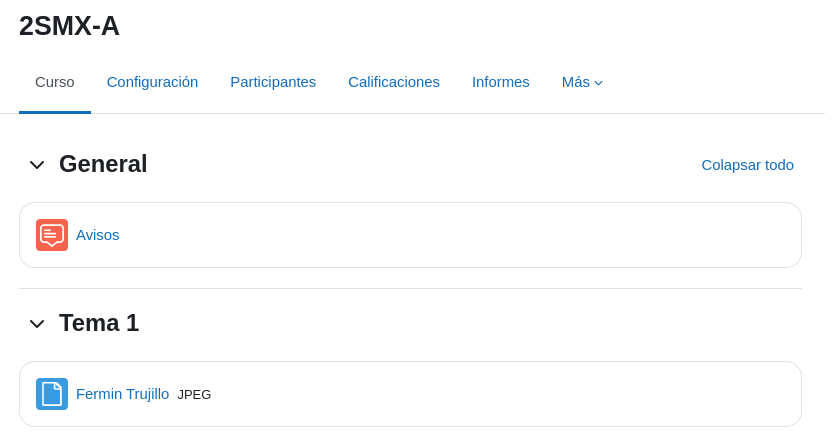 2SMX-A
Curso Configuración Participantes Calificaciones Informes Más
General Colapsar todo
Avisos
Tema 1
Fermin Trujillo JPEG